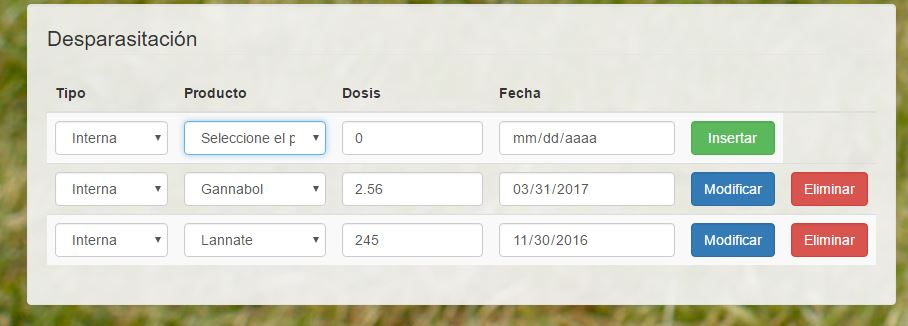 Desparasitación
Tipo Producto Dosis Fecha
Interna Seleccione el p 0 mm/dd/aaaa Insertar
Interna Gannabol 2.56 03/31/2017 Modificar Eliminar
Interna Lannate 245 11/30/2016 Modificar Eliminar